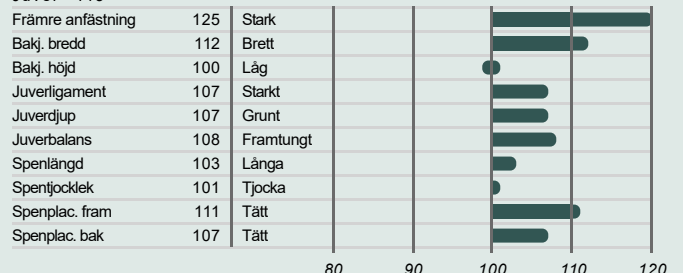 Främre anfästning 125 Stark
Bakj. bredd 112 Brett
Bakj. höjd 100 Låg
Juverligament 107 Starkt
Juverdjup 107 Grunt
Juverbalans 108 Framtungt
Spenlängd 103 Långa
Spentjocklek 101 Tjocka
Spenplac. fram 111 Tätt
Spenplac. bak 107 Tätt
80 90 100 110 120